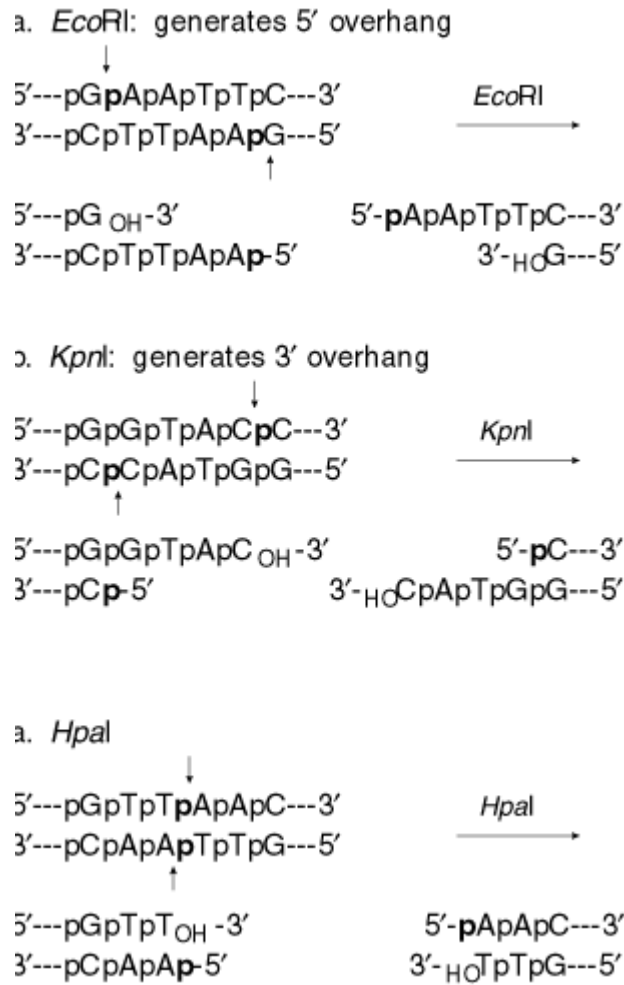 a. EcoRI: generates 5′ overhang
5′---pGpApApTpTpC---3′
EcoRI
3′---pCpTpTpApApG---5′
5′---pG OH-3′ 5′-pApApTpTpC---3′
3′---pCpTpTpApAp-5′ 3′-HOG---5′
b. KpnI: generates 3′ overhang
5′---pGpGpTpApCpC---3′
KpnI
3′---pCpCpApTpGpG---5′
5′---pGpGpTpApC OH-3′ 5′-pC---3′
3′---pCp-5′ 3′-HOCpApTpGpG---5′
a. HpaI
5′---pGpTpTpApApC---3′
HpaI
3′---pCpApApTpTpG---5′
5′---pGpTpTOH -3′ 5′-pApApC---3′
3′---pCpApAp-5′ 3′-HOTpTpG---5′